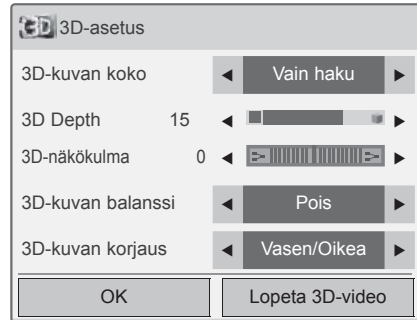 3D 3D-asetus
3D-kuvan koko ◀ Vain haku ▶
3D Depth 15 ◀ ▶
3D-näkökulma 0 ◀ ▶
3D-kuvan balanssi ◀ Pois ▶
3D-kuvan korjaus ◀ Vasen/Oikea ▶
OK Lopeta 3D-video